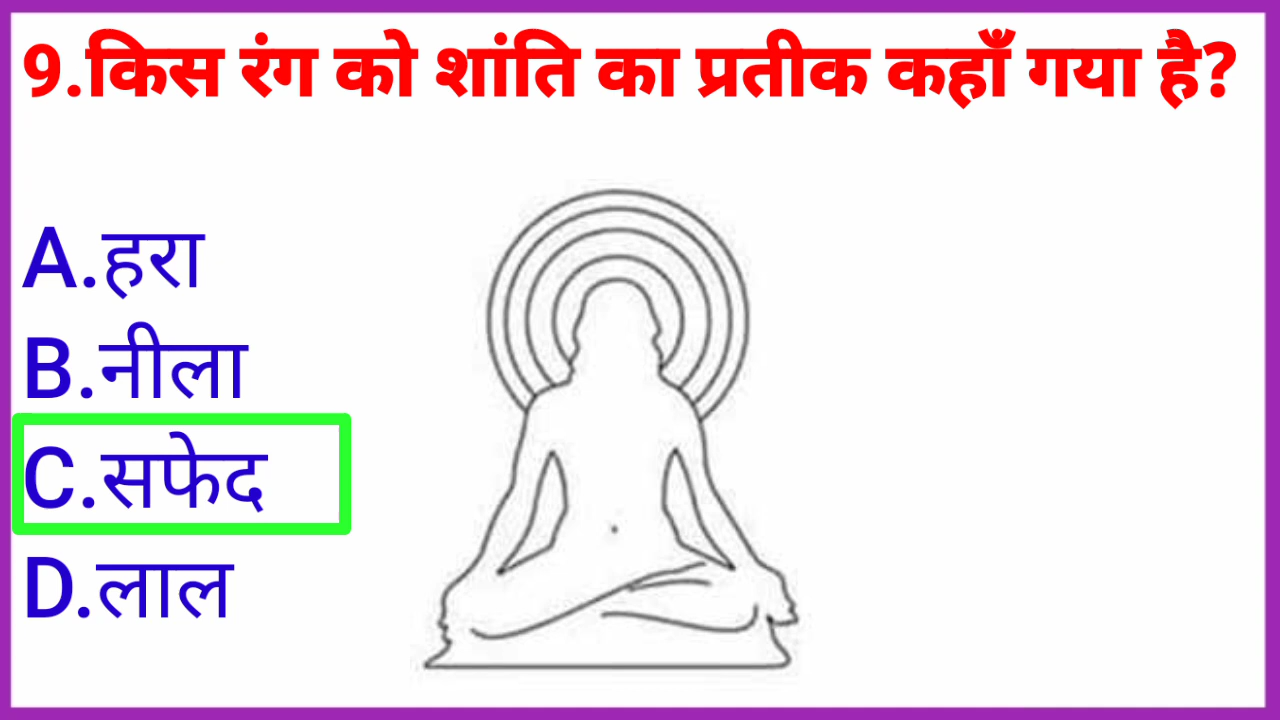 9.किस रंग को शांति का प्रतीक कहाँ गया है?
A.हरा
B.नीला
C.सफेद
D.लाल